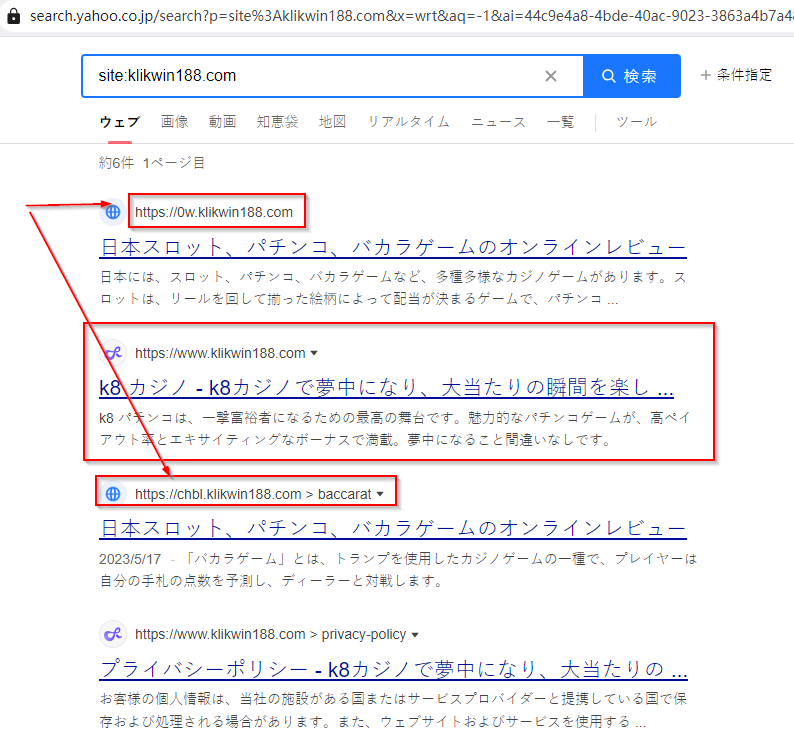 search.yahoo.co.jp/search?p=site%3Aklikwin188.com&x=wrt&aq=-1&ai=44c9e4a8-4bde-40ac-9023-3863a4b7a48
site:klikwin188.com
検索
条件指定
ウェブ 画像 動画 知恵袋 地図 リアルタイム ニュース 一覧 ツール
約6件 1ページ目
https://0w.klikwin188.com
日本スロット、パチンコ、バカラゲームのオンラインレビュー
日本には、スロット、パチンコ、バカラゲームなど、多種多様なカジノゲームがあります。ス
ロットは、リールを回して揃った絵柄によって配当が決まるゲームで、パチンコ ...
https://www.klikwin188.com
k8 カジノ - k8カジノで夢中になり、大当たりの瞬間を楽し ...
k8 パチンコは、一撃富裕者になるための最高の舞台です。魅力的なパチンコゲームが、高ペイ
アウト率とエキサイティングなボーナスで満載。夢中になること間違いなしです。
https://chbl.klikwin188.com > baccarat
日本スロット、パチンコ、バカラゲームのオンラインレビュー
2023/5/17 - 「バカラゲーム」とは、トランプを使用したカジノゲームの一種で、プレイヤーは
自分の手札の点数を予測し、ディーラーと対戦します。
https://www.klikwin188.com > privacy-policy
プライバシーポリシー - k8カジノで夢中になり、大当たりの ...
お客様の個人情報は、当社の施設がある国またはサービスプロバイダーと提携している国で保
存および処理される場合があります。また、ウェブサイトおよびサービスを使用する ...